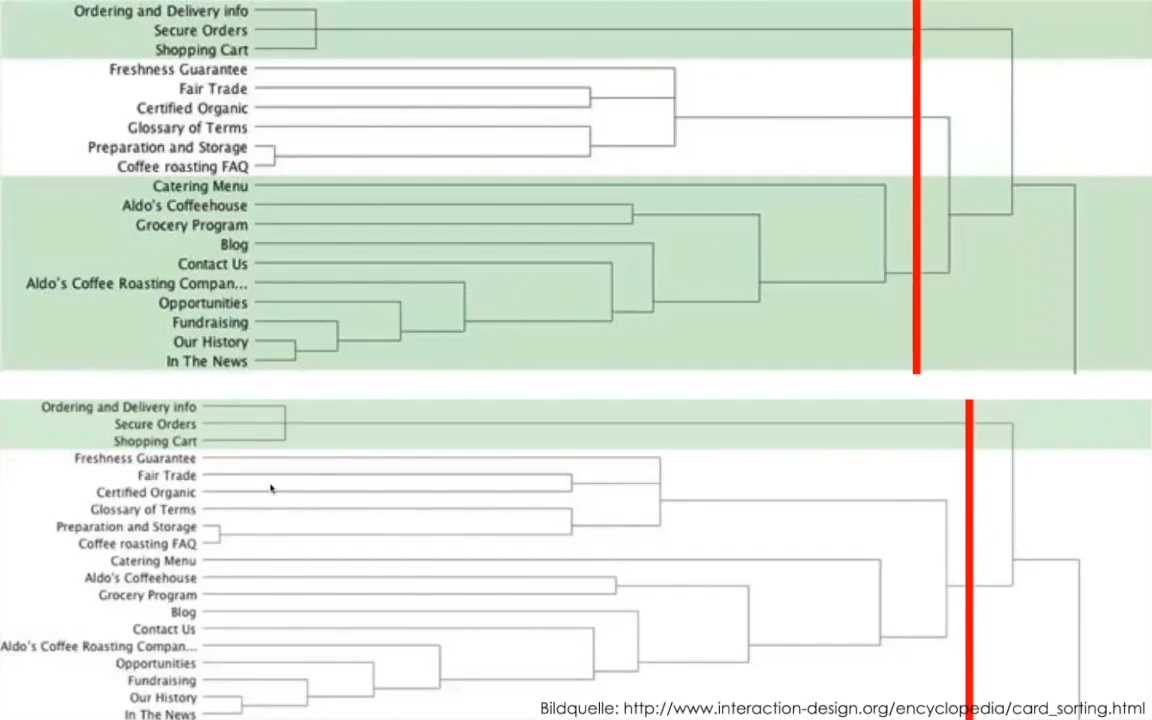 Ordering and Delivery info
Secure Orders
Shopping Cart
Freshness Guarantee
Fair Trade
Certified Organic
Glossary of Terms
Preparation and Storage
Coffee roasting FAQ
Catering Menu
Aldo's Coffeehouse
Grocery Program
Blog
Contact Us
Aldo's Coffee Roasting Compan...
Opportunities
Fundraising
Our History
In The News
Ordering and Delivery info
Secure Orders
Shopping Cart
Freshness Guarantee
Fair Trade
Certified Organic
Glossary of Terms
Preparation and Storage
Coffee roasting FAQ
Catering Menu
Aldo's Coffeehouse
Grocery Program
Blog
Contact Us
Aldo's Coffee Roasting Compan...
Opportunities
Fundraising
Our History
In The News
Bildquelle: http://www.interaction-design.org/encyclopedia/card_sorting.html